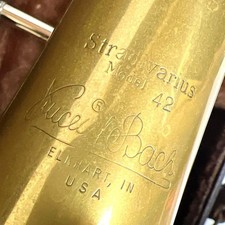 Stradivarius
Model 42
®
Vincent Bach
ELKHART, IN
USA